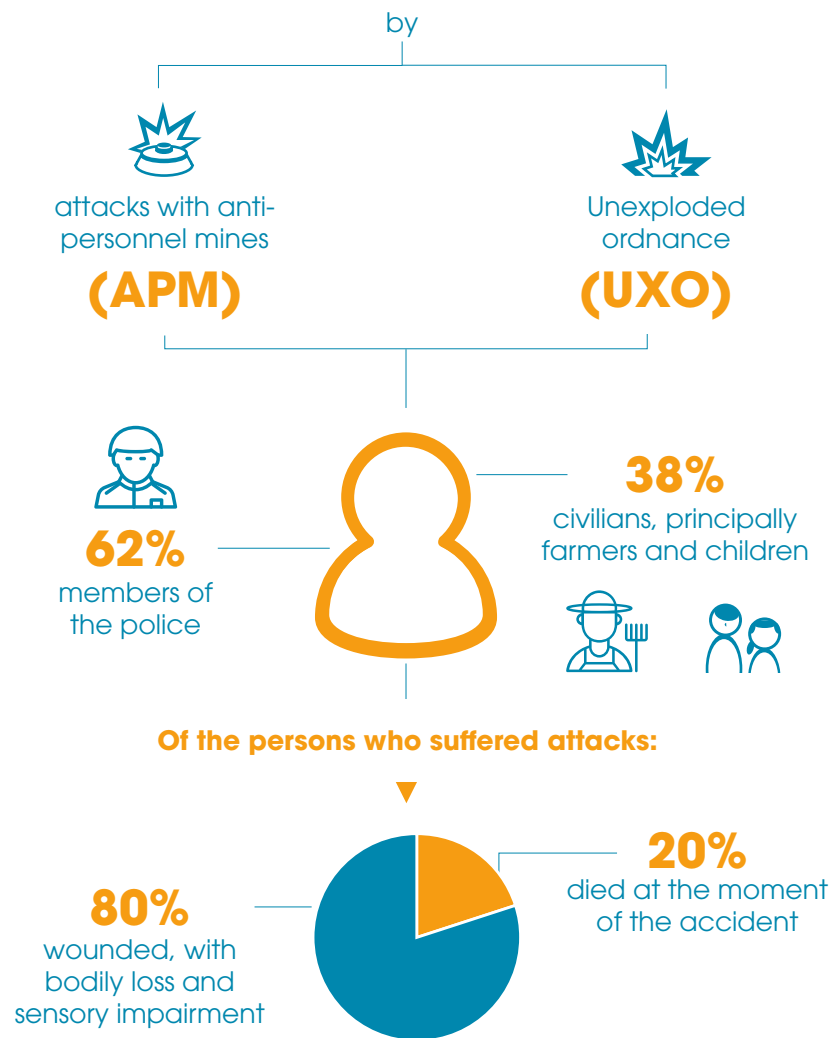 by
attacks with anti-
personnel mines
(APM)
Unexploded
ordnance
(UXO)
62%
members of
the police
38%
civilians, principally
farmers and children
Of the persons who suffered attacks:
80%
wounded, with
bodily loss and
sensory impairment
20%
died at the moment
of the accident